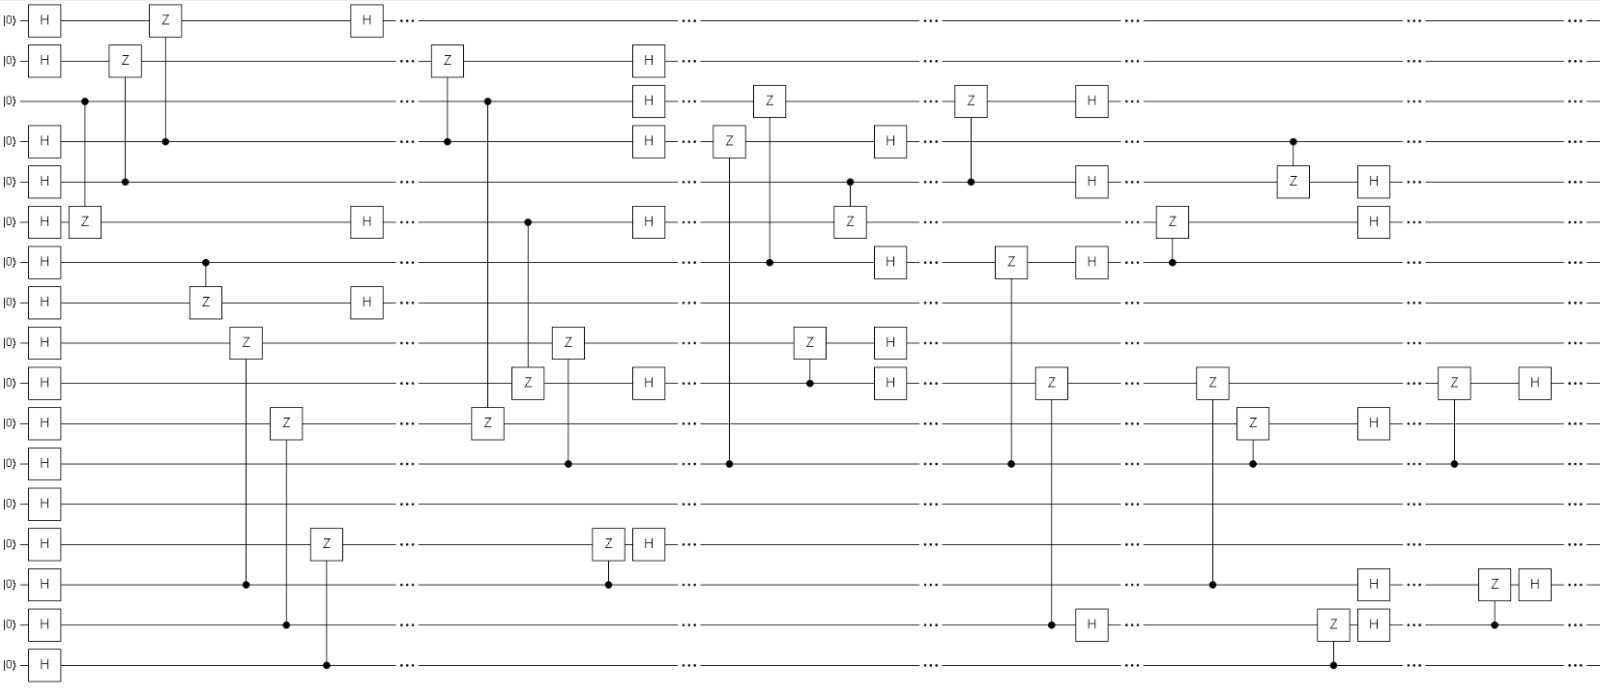 |0⟩ H Z H ... ... ... ... ... ...
|0⟩ H Z ... Z H ... ... ... ... ...
|0⟩ ... H ... Z ... Z H ... ... ...
|0⟩ H ... H ... Z H ... ... ... ...
|0⟩ H ... ... ... H ... Z H ... ...
|0⟩ H Z H ... H ... Z ... ... Z H ... ...
|0⟩ H ... ... H ... Z H ... ... ...
|0⟩ H Z H ... ... ... ... ... ...
|0⟩ H Z ... Z ... Z H ... ... ... ...
|0⟩ H ... Z H ... H ... Z ... Z ... Z H ...
|0⟩ H Z ... Z ... ... ... Z H ... ...
|0⟩ H ... ... ... ... ... ...
|0⟩ H ... ... ... ... ... ...
|0⟩ H Z ... Z H ... ... ... ... ...
|0⟩ H ... ... ... ... H ... Z H ...
|0⟩ H ... ... ... H ... Z H ... ...
|0⟩ H ... ... ... ... ... ...